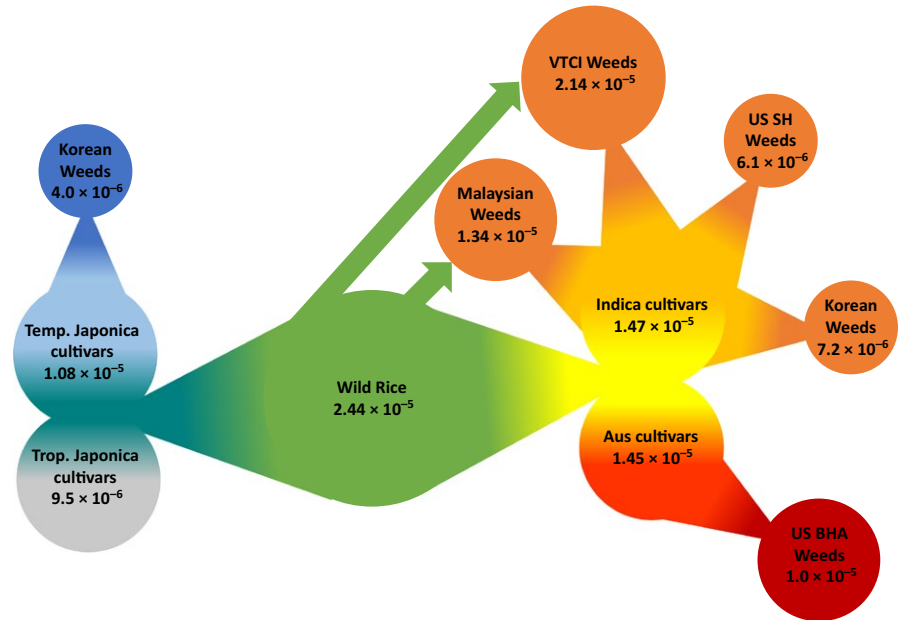 VTCI Weeds
2.14 × 10⁻⁵
US SH
Weeds
6.1 × 10⁻⁶
Korean
Weeds
4.0 × 10⁻⁶
Malaysian
Weeds
1.34 × 10⁻⁵
Indica cultivars
1.47 × 10⁻⁵
Korean
Weeds
7.2 × 10⁻⁶
Temp. Japonica
cultivars
1.08 × 10⁻⁵
Wild Rice
2.44 × 10⁻⁵
Aus cultivars
1.45 × 10⁻⁵
Trop. Japonica
cultivars
9.5 × 10⁻⁶
US BHA
Weeds
1.0 × 10⁻⁵